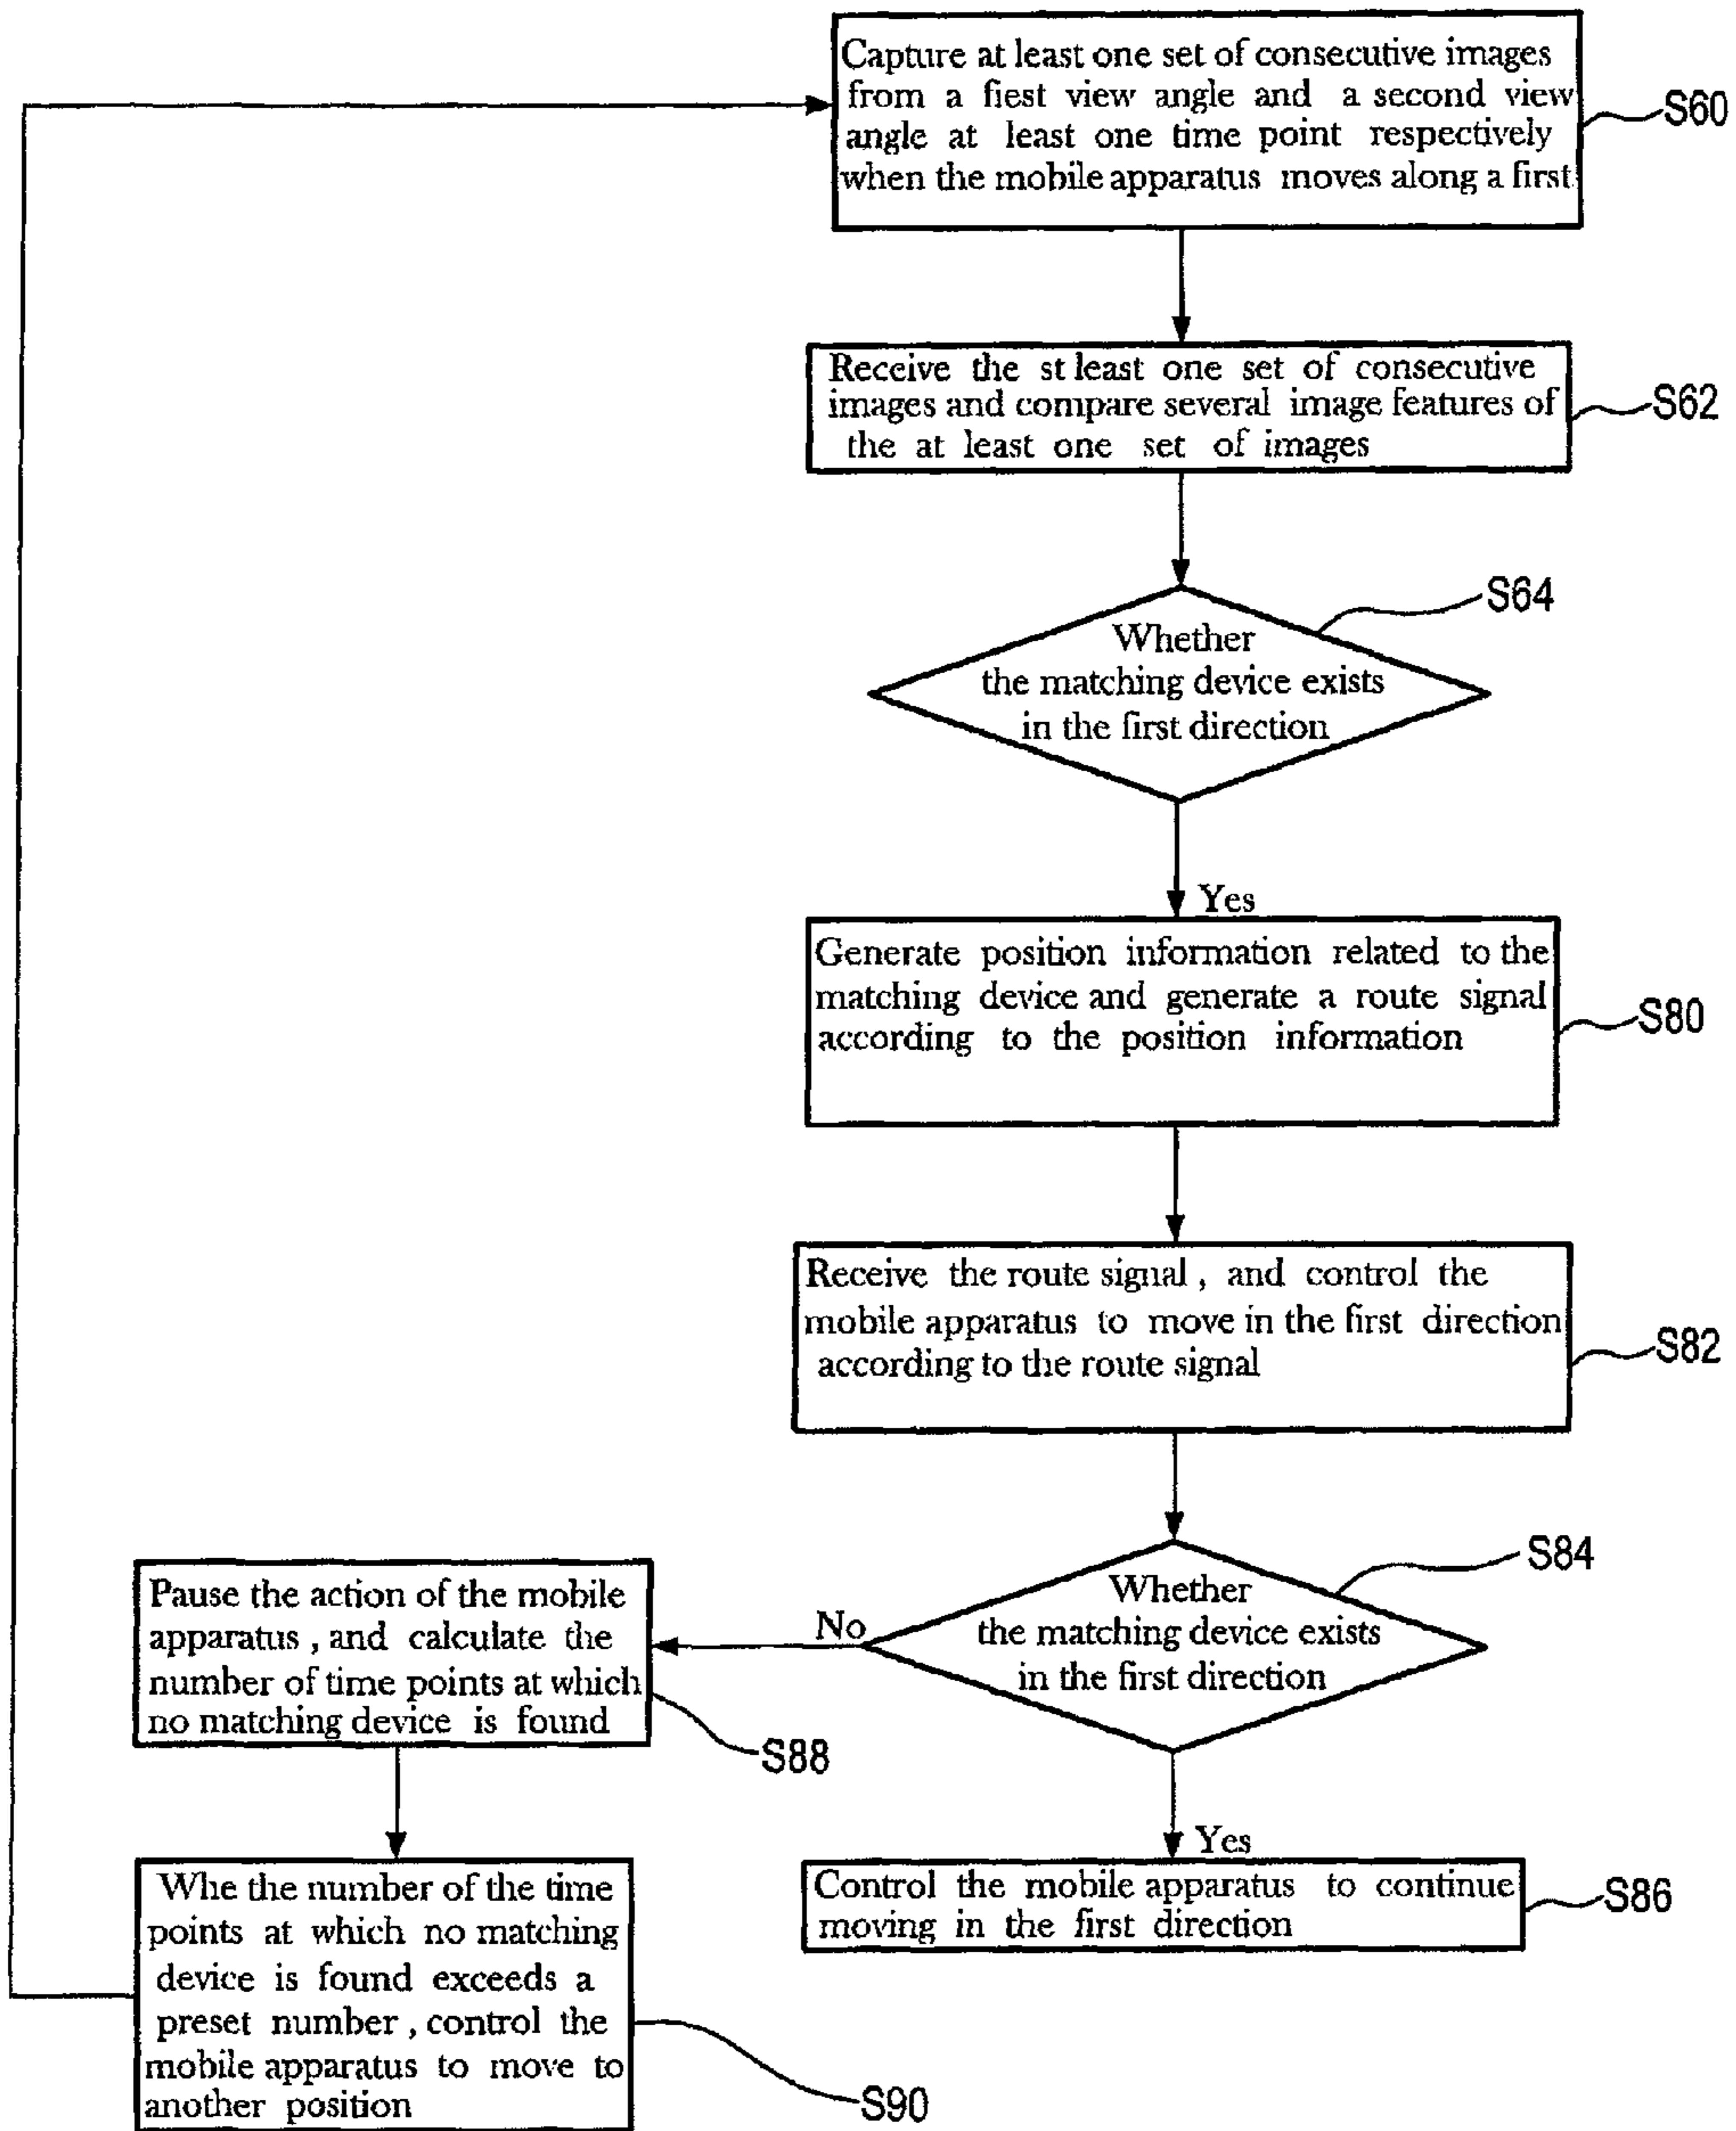 Capture at least one set of consecutive images
from a fiest view angle and a second view
angle at least one time point respectively
when the mobile apparatus moves along a first
S60
Receive the st least one set of consecutive
images and compare several image features of
the at least one set of images
S62
S64
Whether
the matching device exists
in the first direction
Yes
Generate position information related to the
matching device and generate a route signal
according to the position information
S80
Receive the route signal , and control the
mobile apparatus to move in the first direction
according to the route signal
S82
S84
Whether
the matching device exists
in the first direction
No
Pause the action of the mobile
apparatus , and calculate the
number of time points at which
no matching device is found
S88
Yes
Control the mobile apparatus to continue
moving in the first direction
S86
Whe the number of the time
points at which no matching
device is found exceeds a
preset number , control the
mobile apparatus to move to
another position
S90